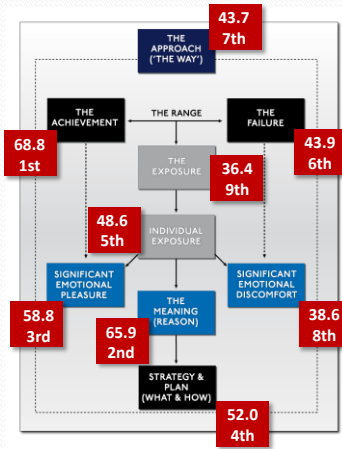 43.7
7th
THE
APPROACH
('THE WAY')
THE
ACHIEVEMENT
THE RANGE
THE
FAILURE
68.8
1st
43.9
6th
THE
EXPOSURE
36.4
9th
48.6
5th
INDIVIDUAL
EXPOSURE
SIGNIFICANT
EMOTIONAL
PLEASURE
58.8
3rd
THE
MEANING
(REASON)
65.9
2nd
SIGNIFICANT
EMOTIONAL
DISCOMFORT
38.6
8th
STRATEGY &
PLAN
(WHAT & HOW)
52.0
4th